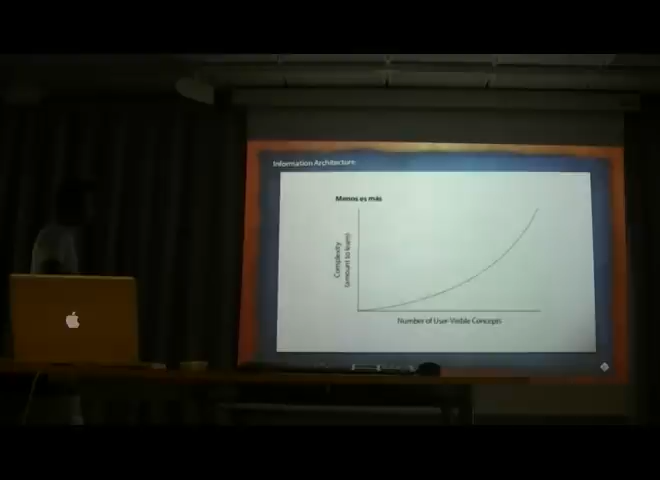 Information Architecture
Menos es más
Complexity
(amount to learn)
Number of User-Visible Concepts